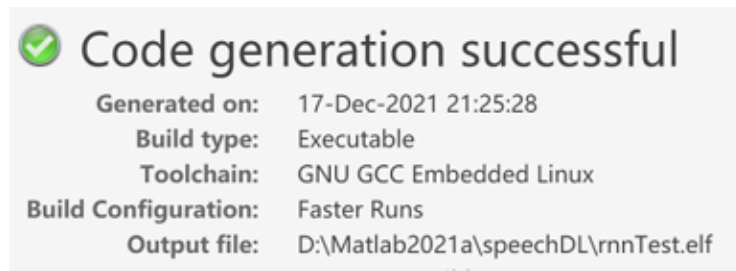 Code generation successful
Generated on: 17-Dec-2021 21:25:28
Build type: Executable
Toolchain: GNU GCC Embedded Linux
Build Configuration: Faster Runs
Output file: D:\Matlab2021a\speechDL\rnnTest.elf